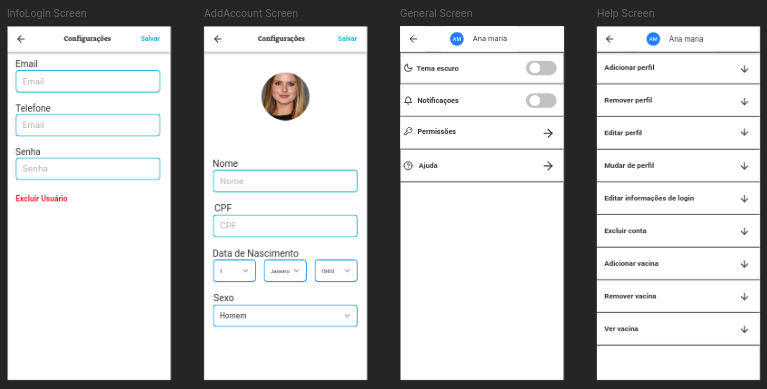 InfoLogin Screen
Configurações
Salvar
Email
Email
Telefone
Email
Senha
Senha
Excluir Usuário
AddAccount Screen
Configurações
Salvar
Nome
Nome
CPF
CPF
Data de Nascimento
1
Janeiro
1960
Sexo
Homem
General Screen
AM
Ana maria
Tema escuro
Notificaçoes
Permissões
Ajuda
Help Screen
AM
Ana maria
Adicionar perfil
Remover perfil
Editar perfil
Mudar de perfil
Editar informações de login
Excluir conta
Adicionar vacina
Remover vacina
Ver vacina